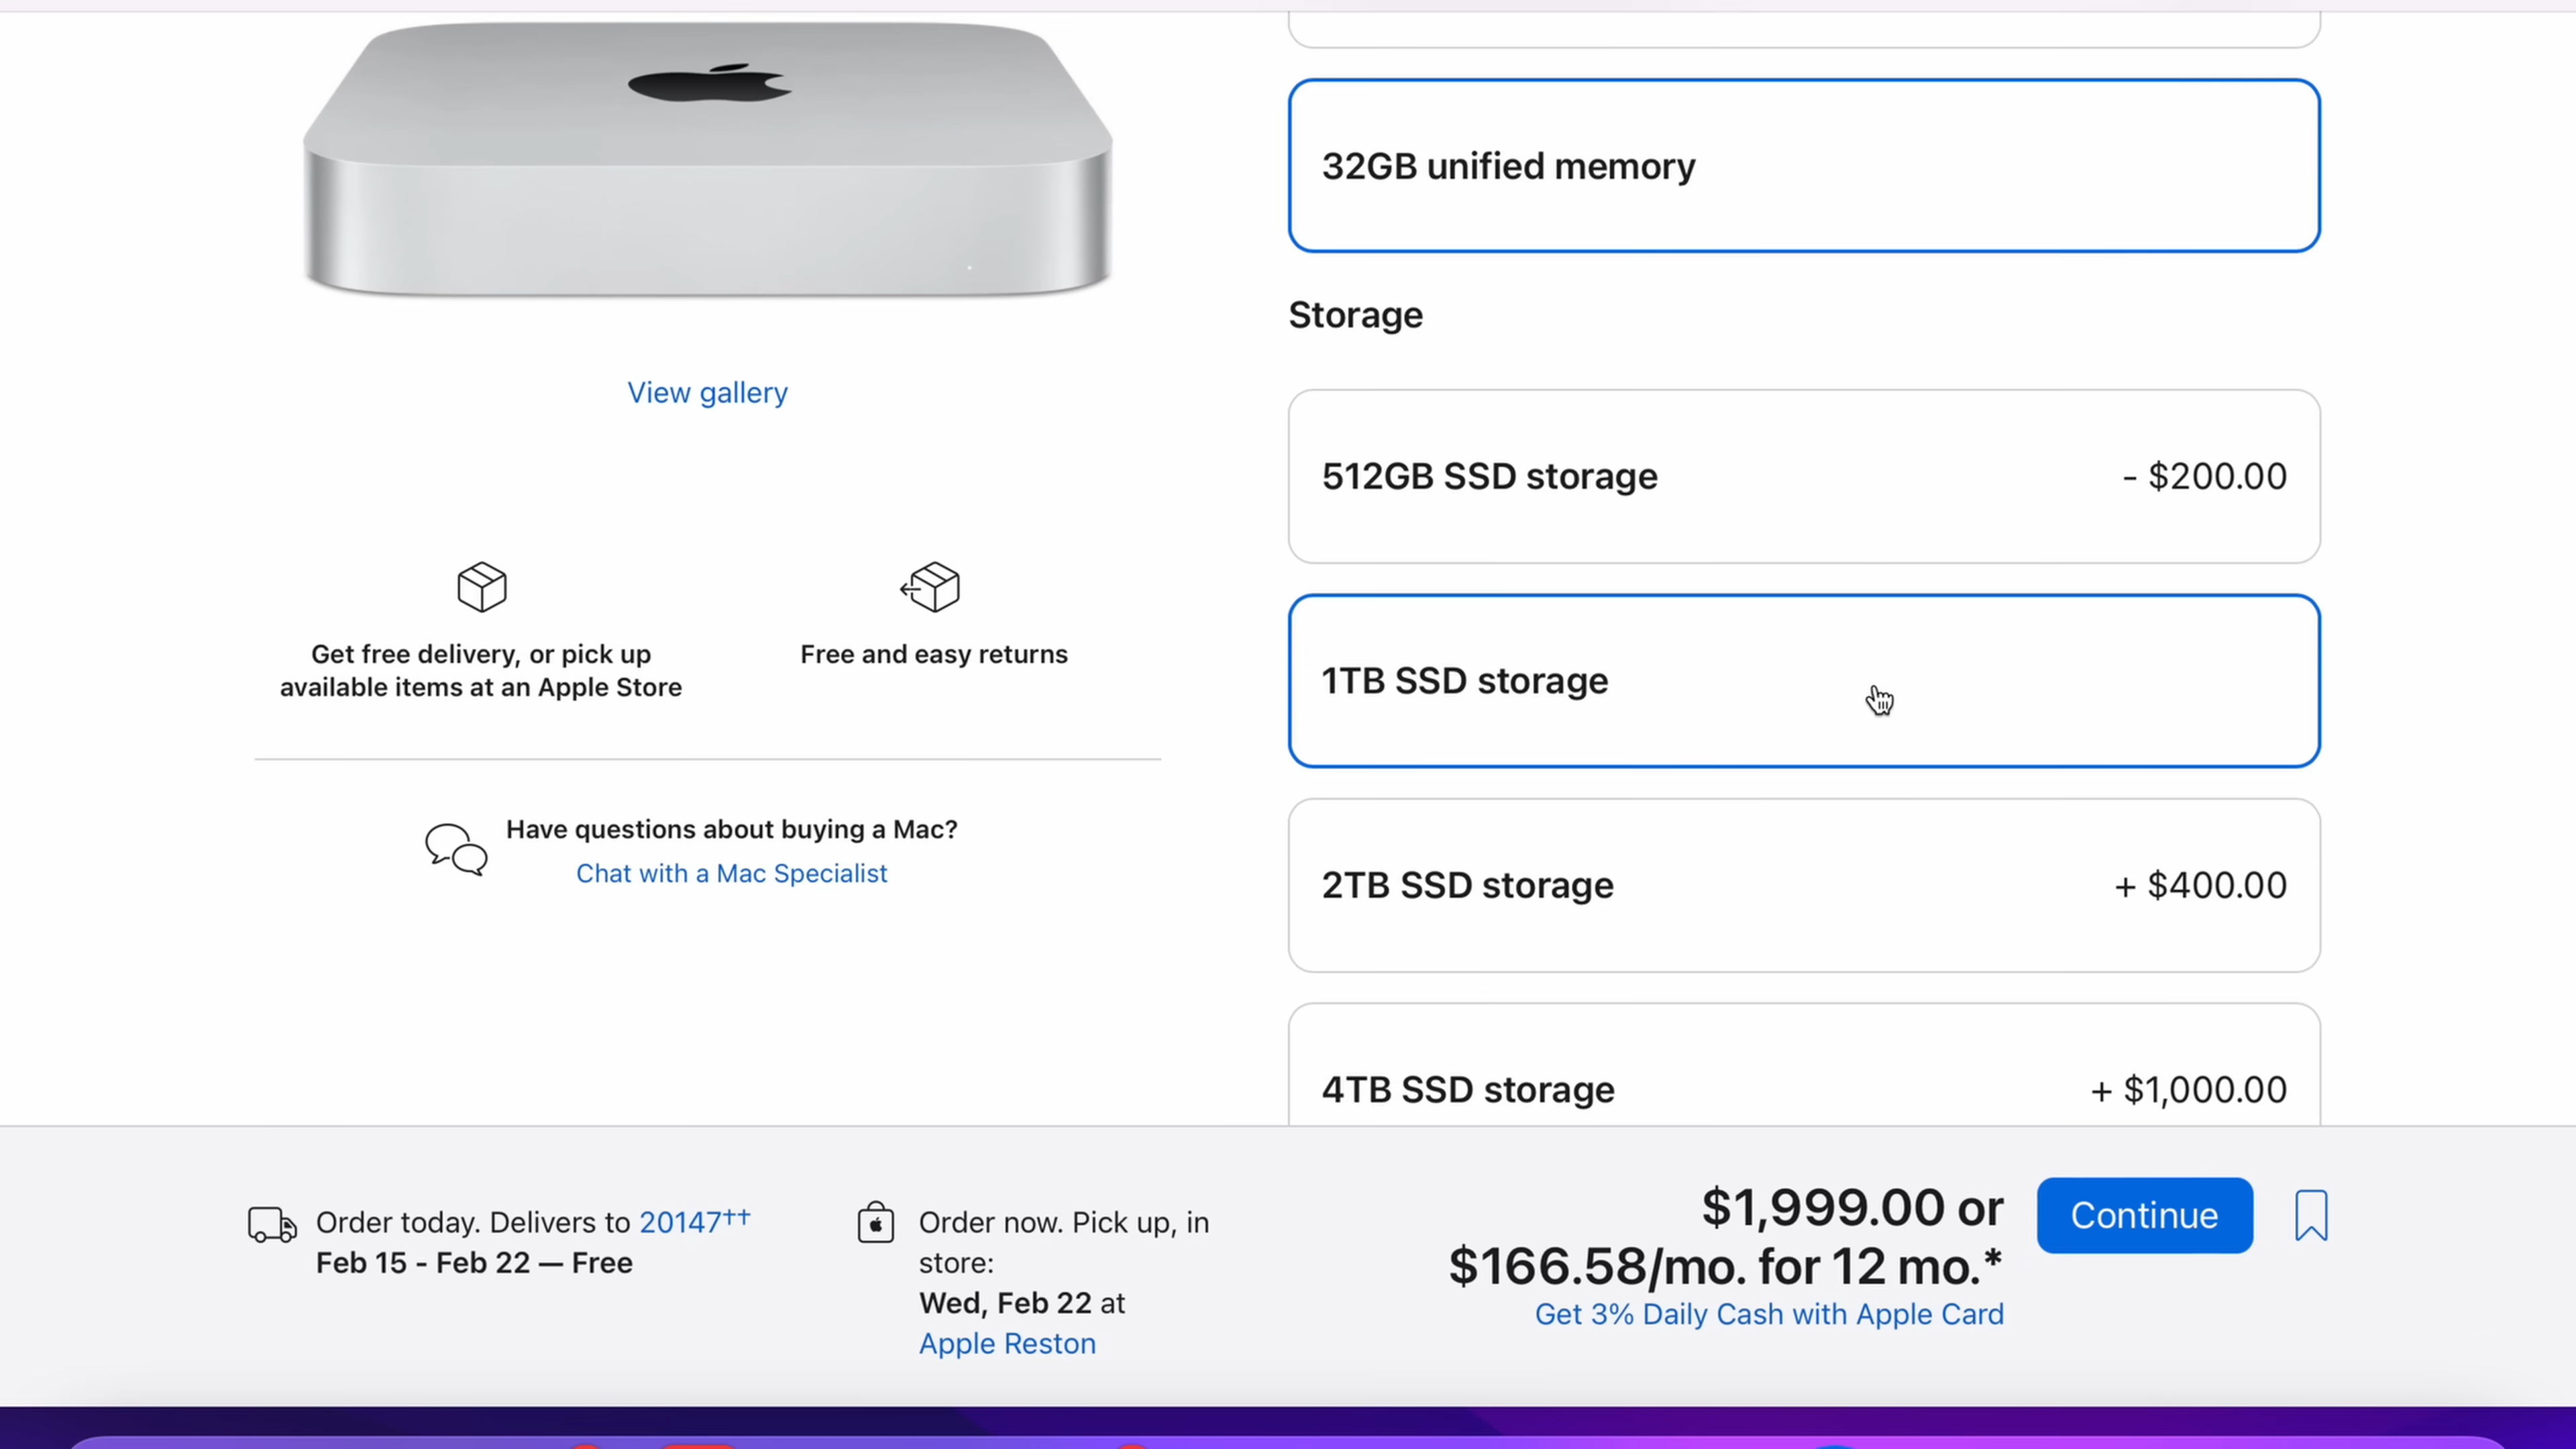 32GB unified memory
Storage
View gallery
512GB SSD storage - $200.00
Get free delivery, or pick up
available items at an Apple Store
Free and easy returns
1TB SSD storage
Have questions about buying a Mac?
Chat with a Mac Specialist
2TB SSD storage + $400.00
4TB SSD storage + $1,000.00
Order today. Delivers to 20147††
Feb 15 - Feb 22 — Free
Order now. Pick up, in
store:
Wed, Feb 22 at
Apple Reston
$1,999.00 or
$166.58/mo. for 12 mo.*
Get 3% Daily Cash with Apple Card
Continue